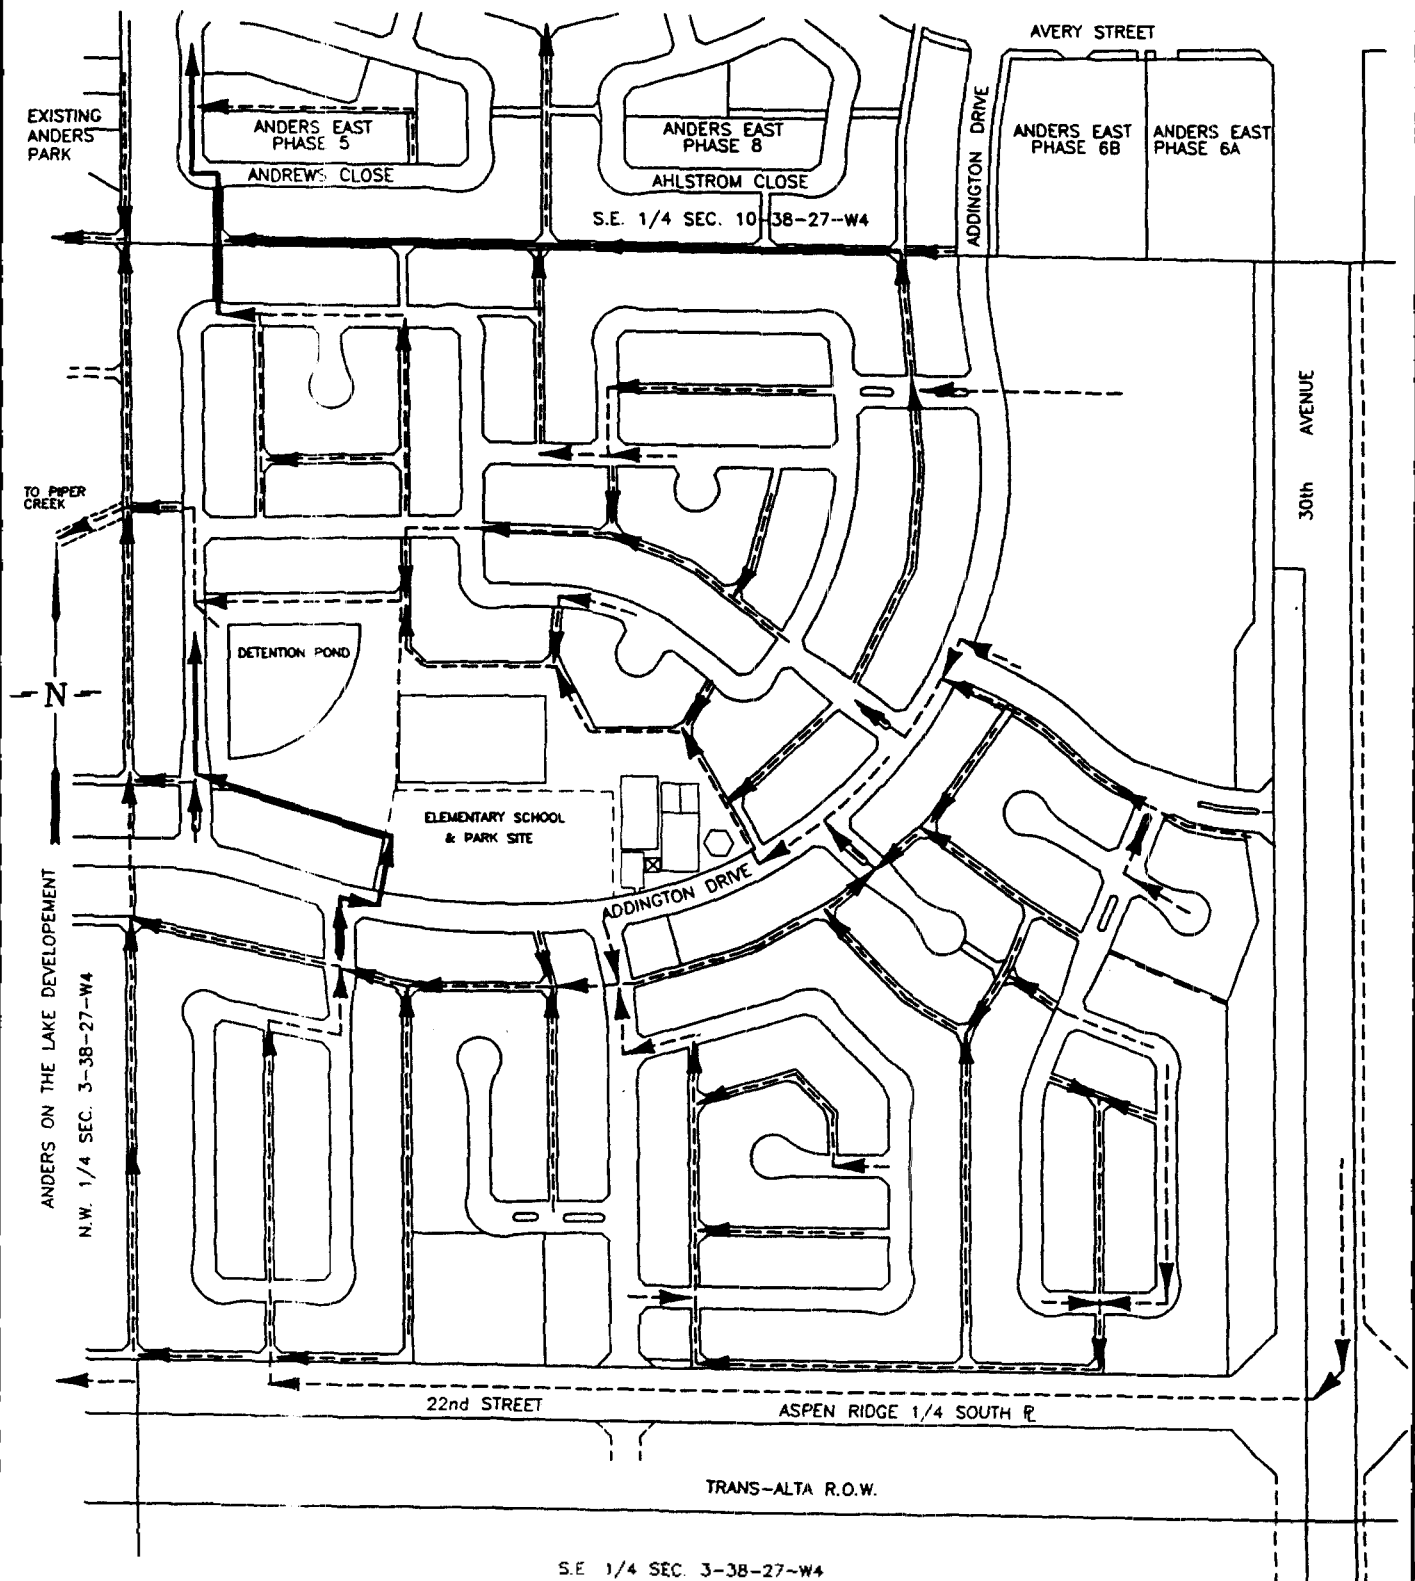 AVERY STREET
EXISTING
ANDERS
PARK
ANDERS EAST
PHASE 5
ANDERS EAST
PHASE 8
ADDINGTON DRIVE
ANDERS EAST
PHASE 6B
ANDERS EAST
PHASE 6A
ANDREWS CLOSE
AHLSTROM CLOSE
S.E. 1/4 SEC. 10-38-27-W4
30th AVENUE
TO PIPER
CREEK
DETENTION POND
N
ELEMENTARY SCHOOL
& PARK SITE
ADDINGTON DRIVE
ANDERS ON THE LAKE DEVELOPEMENT
N.W. 1/4 SEC. 3-38-27-W4
22nd STREET
ASPEN RIDGE 1/4 SOUTH PL
TRANS-ALTA R.O.W.
S.E 1/4 SEC. 3-38-27-W4